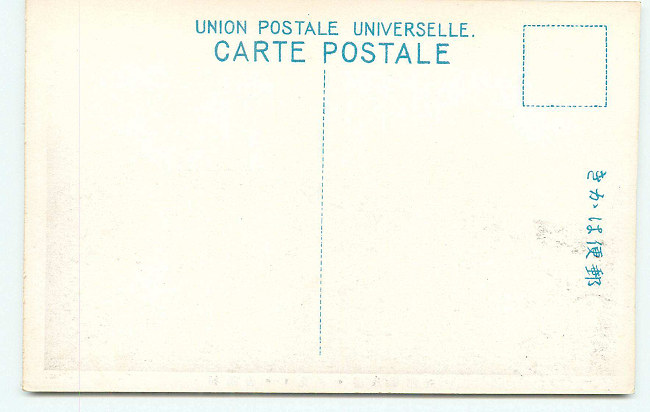 UNION POSTALE UNIVERSELLE.
CARTE POSTALE
きかは便郵